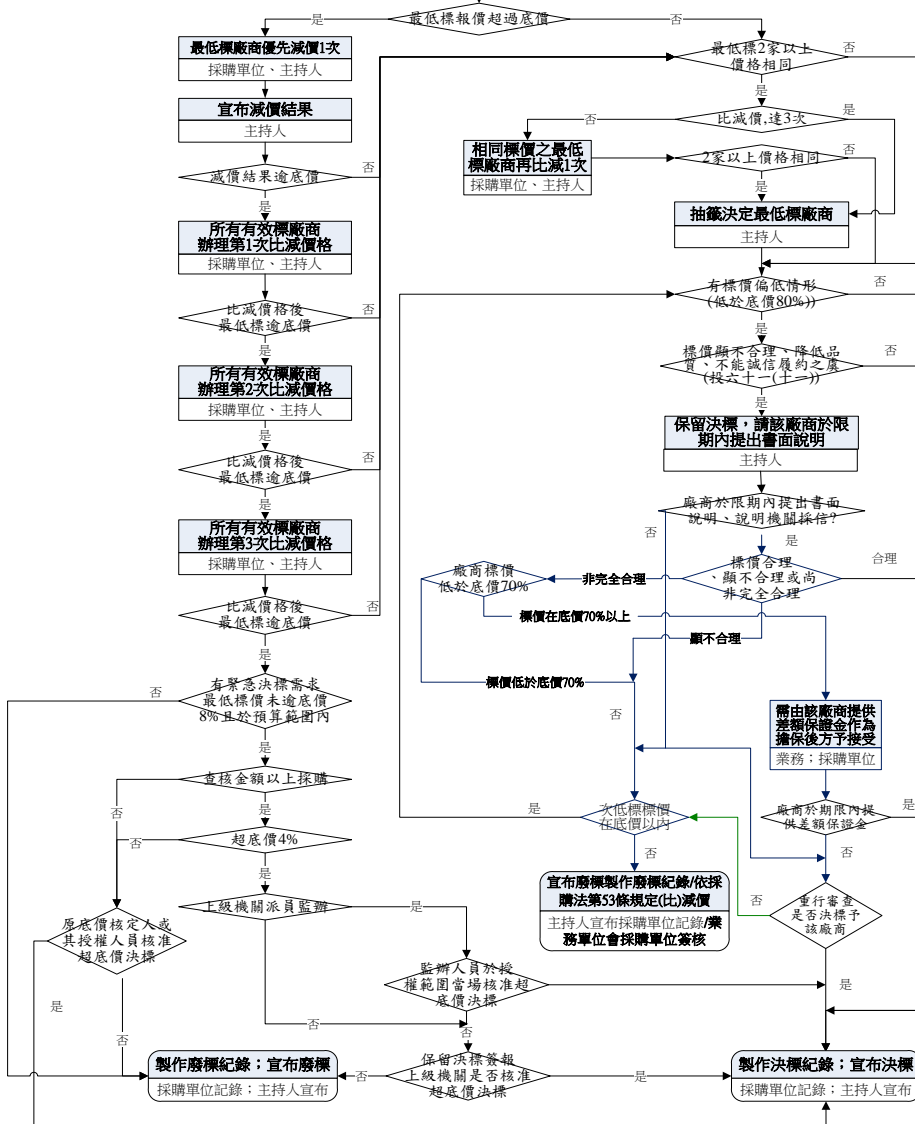 最低標報價超過底價
是
否
最低標廠商優先減價1次
採購單位、主持人
最低標2家以上
價格相同
否
是
宣布減價結果
主持人
比減價,達3次
是
否
減價結果逾底價
否
是
相同標價之最低
標廠商再比減1次
採購單位、主持人
2家以上價格相同
否
是
所有有效標廠商
辦理第1次比減價格
採購單位、主持人
抽籤決定最低標廠商
主持人
比減價格後
最低標逾底價
否
是
有標價偏低情形
(低於底價80%))
否
是
所有有效標廠商
辦理第2次比減價格
採購單位、主持人
標價顯不合理、降低品
質、不能誠信履約之虞
(投六十一(十一))
否
是
比減價格後
最低標逾底價
否
是
保留決標，請該廠商於限
期內提出書面說明
主持人
所有有效標廠商
辦理第3次比減價格
採購單位、主持人
廠商於限期內提出書面
說明、說明機關採信?
否
是
比減價格後
最低標逾底價
否
是
廠商標價
低於底價70%
非完全合理
標價合理
、顯不合理或尚
非完全合理
合理
標價在底價70%以上
顯不合理
標價低於底價70%
有緊急決標需求
最低標價未逾底價
8%且於預算範圍內
否
是
否
需由該廠商提供
差額保證金作為
擔保後方予接受
業務；採購單位
查核金額以上採購
否
是
次低標標價
在底價以內
是
否
廠商於期限內提
供差額保證金
是
否
超底價4%
否
是
宣布廢標製作廢標紀錄/依採
購法第53條規定(比)減價
主持人宣布採購單位記錄/業
務單位會採購單位簽核
重行審查
是否決標予
該廠商
否
是
上級機關派員監辦
是
否
原底價核定人或
其授權人員核准
超底價決標
是
否
監辦人員於授
權範圍當場核准超
底價決標
是
否
製作廢標紀錄；宣布廢標
採購單位記錄；主持人宣布
否
保留決標簽報
上級機關是否核准
超底價決標
是
製作決標紀錄；宣布決標
採購單位記錄；主持人宣布